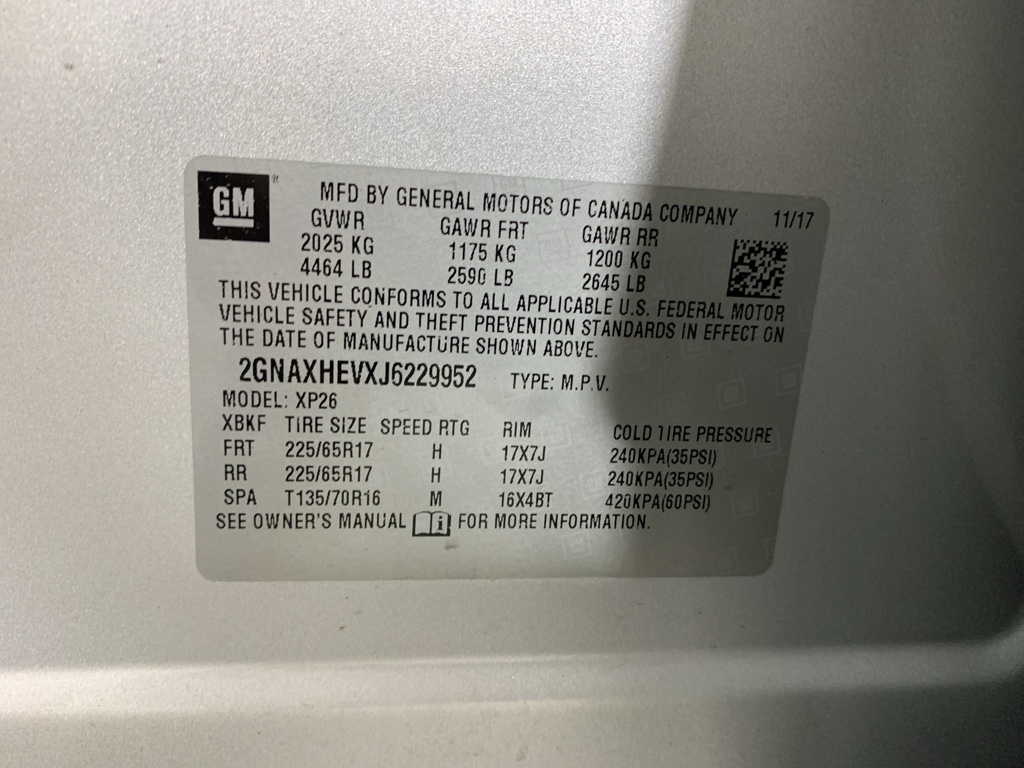 GM
MFD BY GENERAL MOTORS OF CANADA COMPANY 11/17
GVWR GAWR FRT GAWR RR
2025 KG 1175 KG 1200 KG
4464 LB 2590 LB 2645 LB
THIS VEHICLE CONFORMS TO ALL APPLICABLE U.S. FEDERAL MOTOR
VEHICLE SAFETY AND THEFT PREVENTION STANDARDS IN EFFECT ON
THE DATE OF MANUFACTURE SHOWN ABOVE.
2GNAXHEVXJ6229952 TYPE: M.P.V.
MODEL: XP26
XBKF TIRE SIZE SPEED RTG RIM COLD TIRE PRESSURE
FRT 225/65R17 H 17X7J 240KPA(35PSI)
RR 225/65R17 H 17X7J 240KPA(35PSI)
SPA T135/70R16 M 16X4BT 420KPA(60PSI)
SEE OWNER'S MANUAL i FOR MORE INFORMATION.